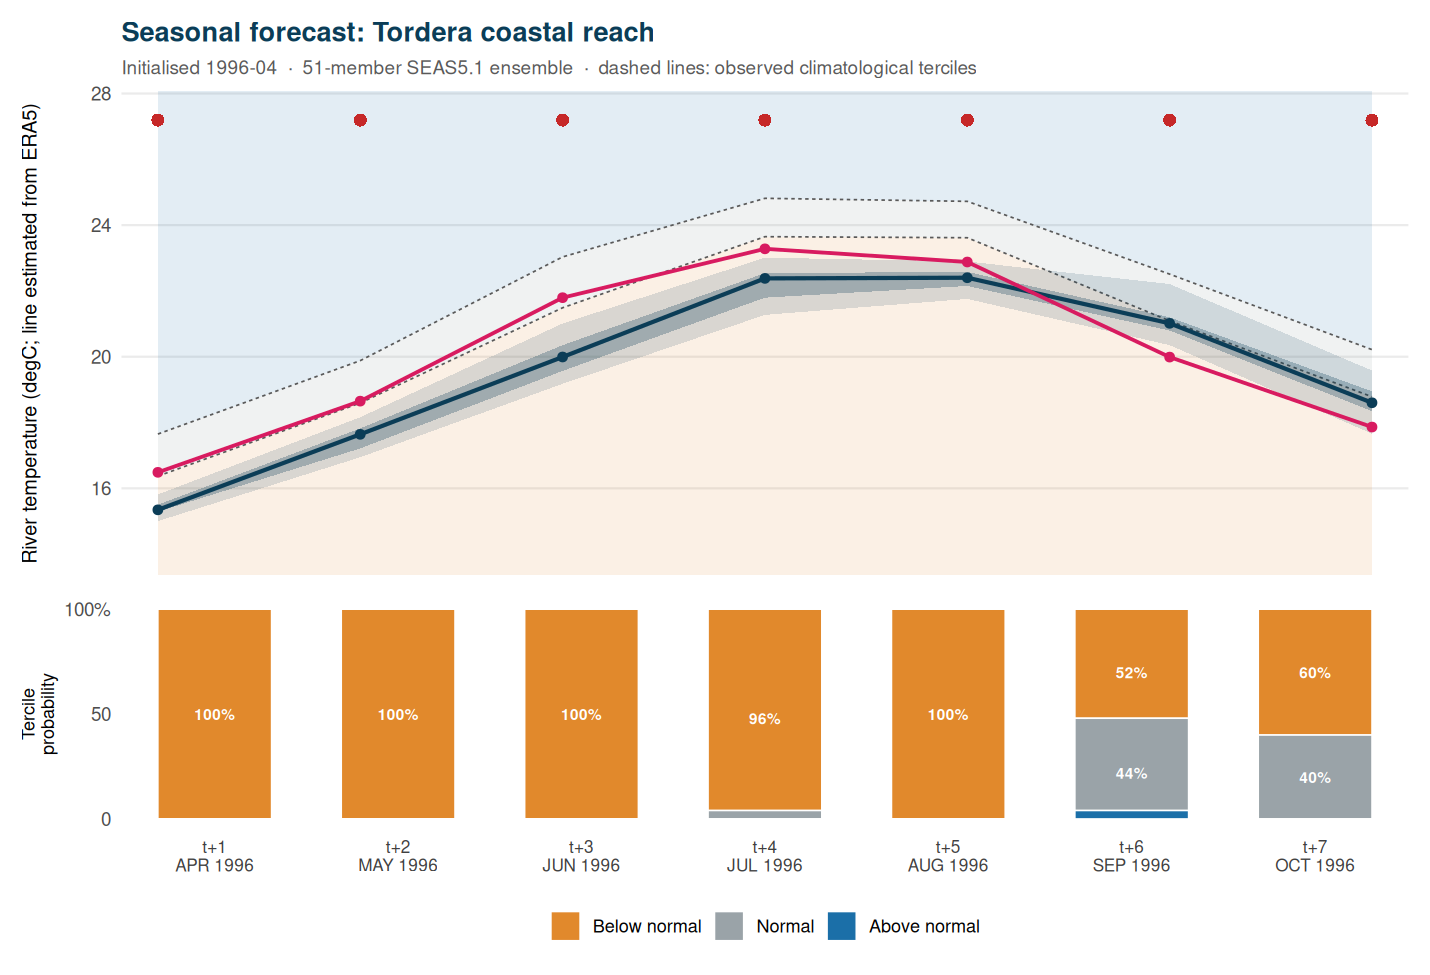 Seasonal forecast: Tordera coastal reach
Initialised 1996-04 · 51-member SEAS5.1 ensemble · dashed lines: observed climatological terciles
River temperature (degC; line estimated from ERA5)
28
24
20
16
Tercile
probability
100%
50
0
100%
100%
100%
96%
100%
52%
44%
60%
40%
t+1
APR 1996
t+2
MAY 1996
t+3
JUN 1996
t+4
JUL 1996
t+5
AUG 1996
t+6
SEP 1996
t+7
OCT 1996
Below normal
Normal
Above normal